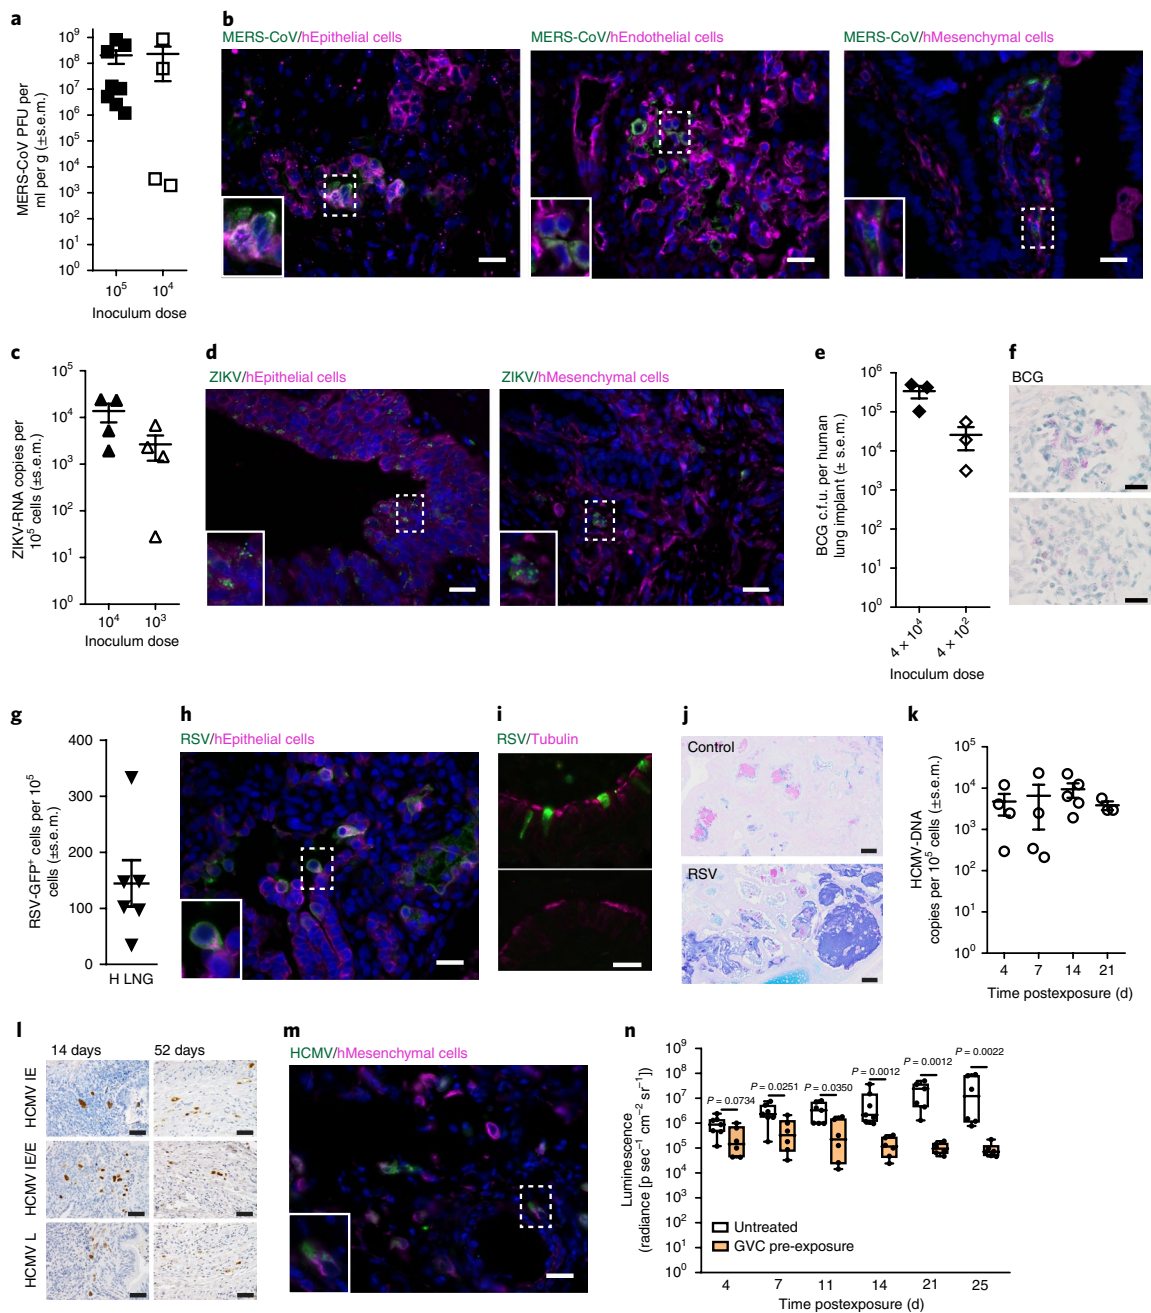 a
10⁹
10⁸
10⁷
10⁶
10⁵
10⁴
10³
10²
10¹
10⁰
MERS-CoV PFU per
ml per g (±s.e.m.)
10⁵ 10⁴
Inoculum dose
b
MERS-CoV/hEpithelial cells
MERS-CoV/hEndothelial cells
MERS-CoV/hMesenchymal cells
c
10⁵
10⁴
10³
10²
10¹
10⁰
ZIKV-RNA copies per
10⁵ cells (±s.e.m.)
10⁴ 10³
Inoculum dose
d
ZIKV/hEpithelial cells
ZIKV/hMesenchymal cells
e
10⁶
10⁵
10⁴
10³
10²
10¹
10⁰
BCG c.f.u. per human
lung implant (± s.e.m.)
4 × 10⁴
4 × 10²
Inoculum dose
f
BCG
g
400
300
200
100
0
RSV-GFP⁺ cells per 10⁵
cells (±s.e.m.)
H LNG
h
RSV/hEpithelial cells
i
RSV/Tubulin
j
Control
RSV
k
10⁵
10⁴
10³
10²
10¹
10⁰
HCMV-DNA
copies per 10⁵ cells (±s.e.m.)
4 7 14 21
Time postexposure (d)
l
14 days 52 days
HCMV IE
HCMV IE/E
HCMV L
m
HCMV/hMesenchymal cells
n
10⁹
10⁸
10⁷
10⁶
10⁵
10⁴
10³
10²
10¹
10⁰
Luminescence
(radiance [p sec⁻¹ cm⁻² sr⁻¹])
P = 0.0734
P = 0.0251
P = 0.0350
P = 0.0012
P = 0.0012
P = 0.0022
Untreated
GVC pre-exposure
4 7 11 14 21 25
Time postexposure (d)